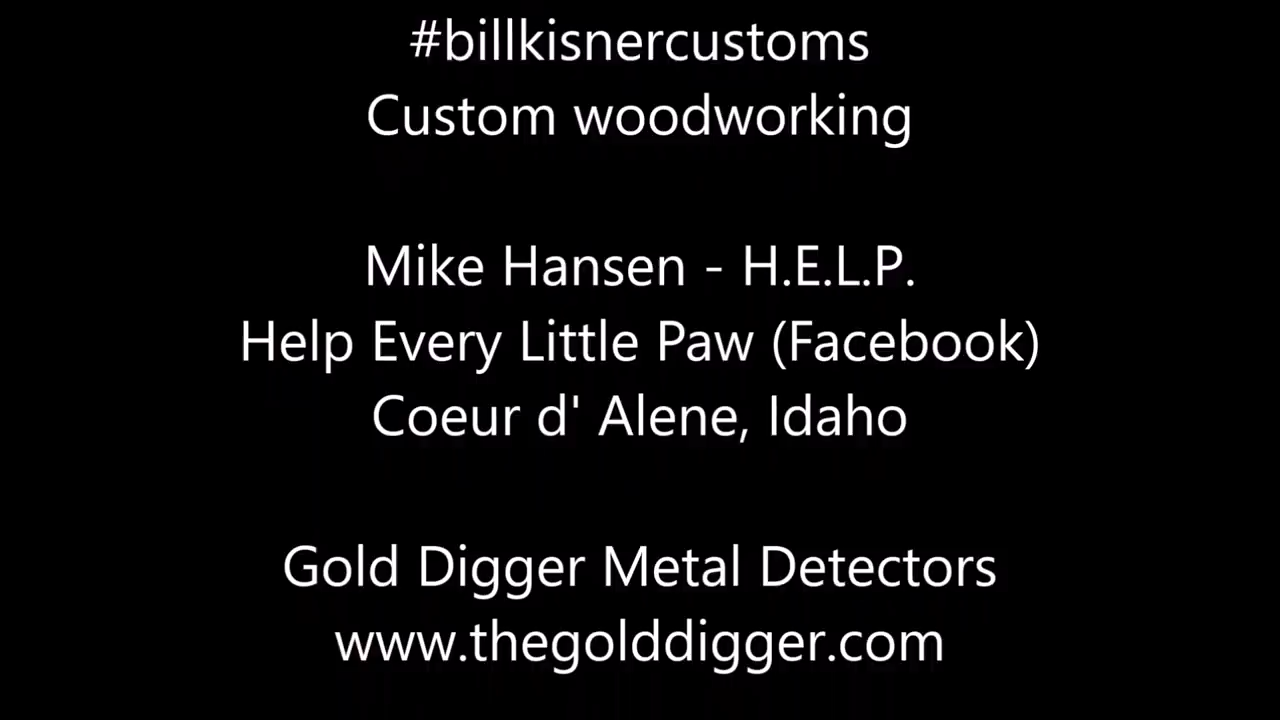 #billkisnercustoms
Custom woodworking
Mike Hansen - H.E.L.P.
Help Every Little Paw (Facebook)
Coeur d' Alene, Idaho
Gold Digger Metal Detectors
www.thegolddigger.com